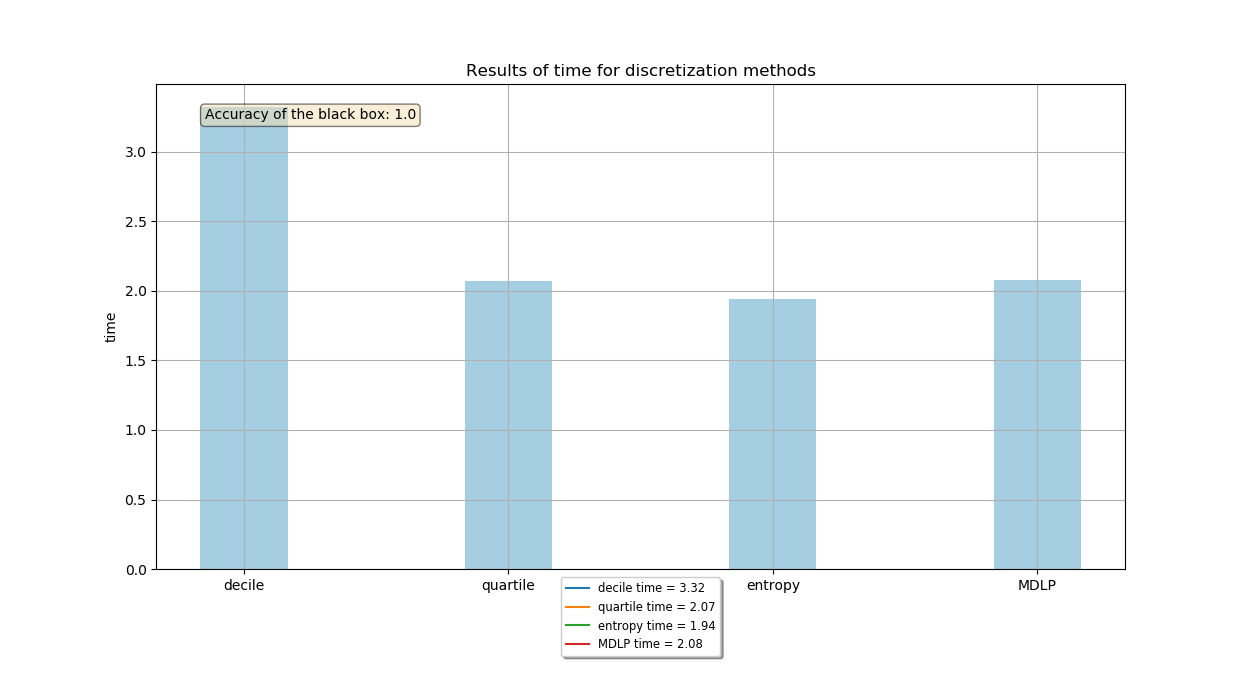 Results of time for discretization methods
Accuracy of the black box: 1.0
3.0
2.5
2.0
1.5
1.0
0.5
0.0
time
decile
quartile
entropy
MDLP
decile time = 3.32
quartile time = 2.07
entropy time = 1.94
MDLP time = 2.08